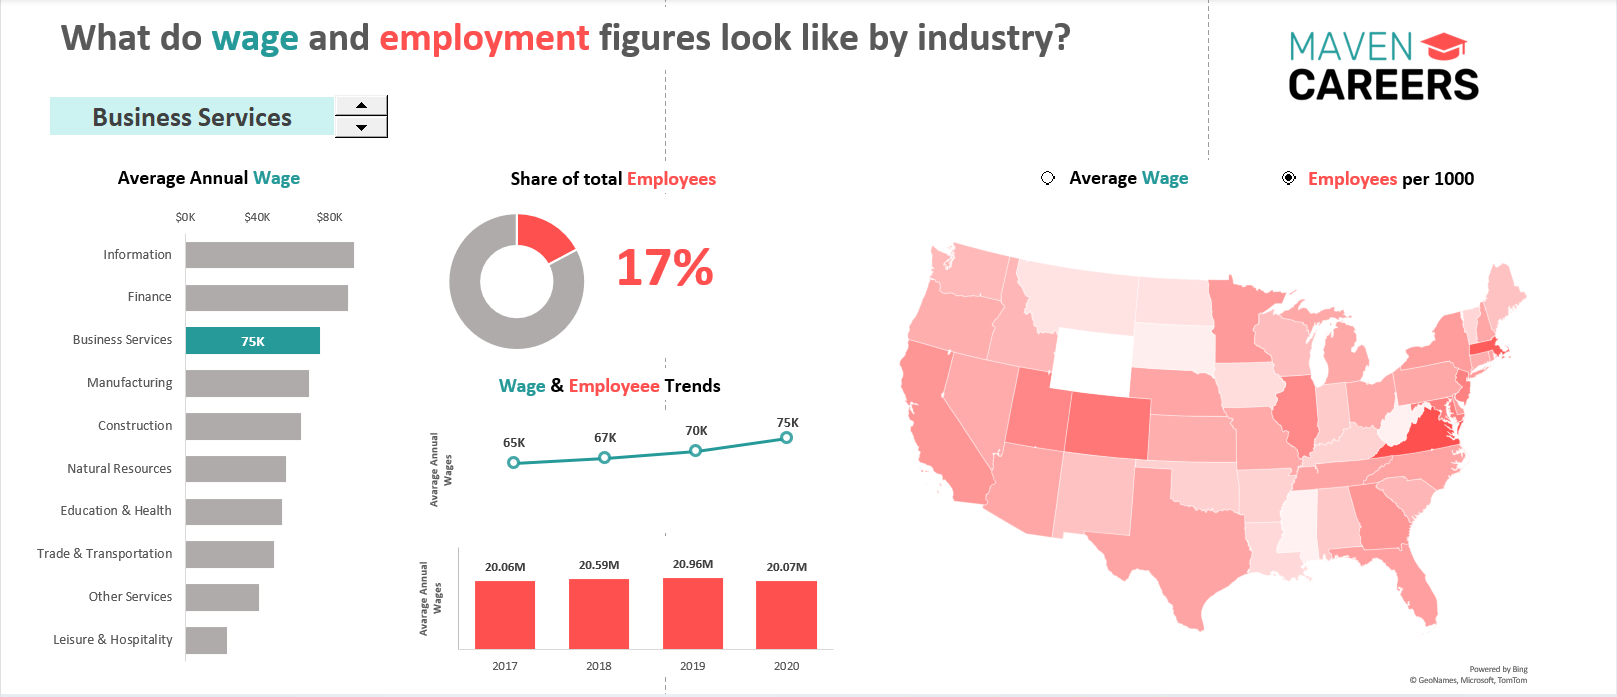 What do wage and employment figures look like by industry?
MAVEN
CAREERS
Business Services
Average Annual Wage
$0K $40K $80K
Information
Finance
Business Services 75K
Manufacturing
Construction
Natural Resources
Education & Health
Trade & Transportation
Other Services
Leisure & Hospitality
Share of total Employees
17%
Wage & Employeee Trends
Avarage Annual
Wages
65K 67K 70K 75K
Avarage Annual
Wages
20.06M 20.59M 20.96M 20.07M
2017 2018 2019 2020
Average Wage
Employees per 1000
Powered by Bing
© GeoNames, Microsoft, TomTom